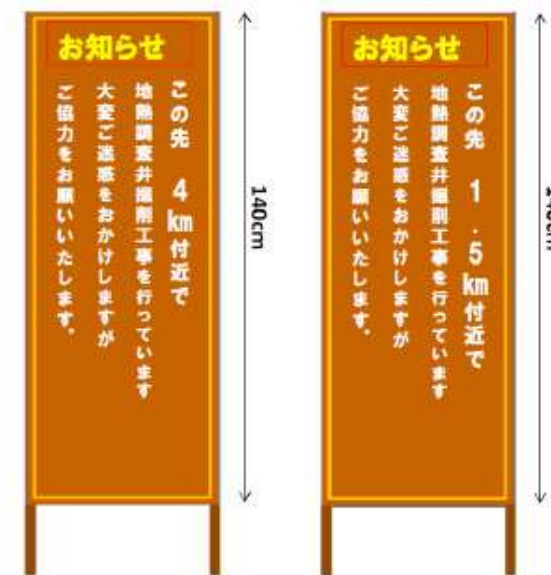 お知らせ
この先 4km付近で
地熱調査井掘削工事を行っています
大変ご迷惑をおかけしますが
ご協力をお願いいたします。
140cm
お知らせ
この先 1.5km付近で
地熱調査井掘削工事を行っています
大変ご迷惑をおかけしますが
ご協力をお願いいたします。
140cm